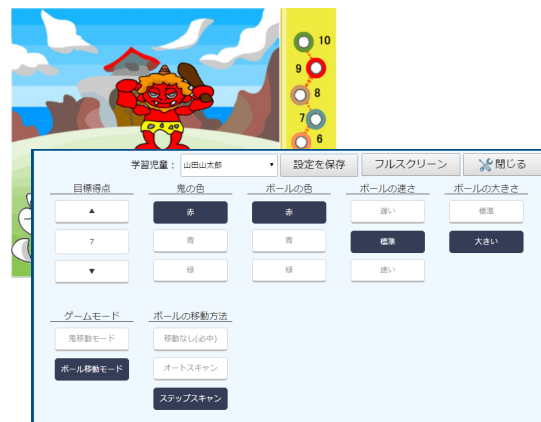 10
9
8
7
6
学習児童： 山田山太郎 設定を保存 フルスクリーン 閉じる
目標得点 鬼の色 ボールの色 ボールの速さ ボールの大きさ
▲ 赤 赤 遅い 標準
7 青 青 標準 大きい
▼ 緑 緑 速い
ゲームモード ボールの移動方法
鬼移動モード 移動なし(必中)
ボール移動モード オートスキャン
ステップスキャン